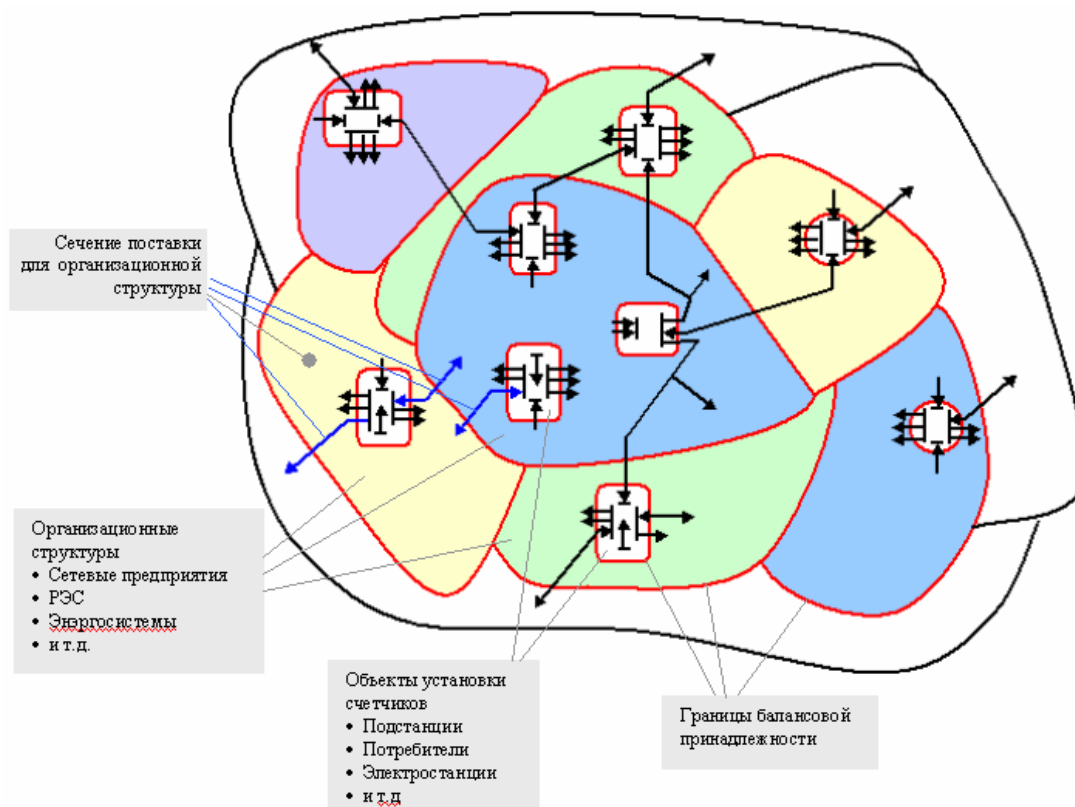 Сечение поставки
для организационной
структуры
Организационные
структуры
• Сетевые предприятия
• РЭС
• Энэргосистемы
• и т.д.
Объекты установки
счетчиков
• Подстанции
• Потребители
• Электростанции
• и т.д
Границы балансовой
принадлежности